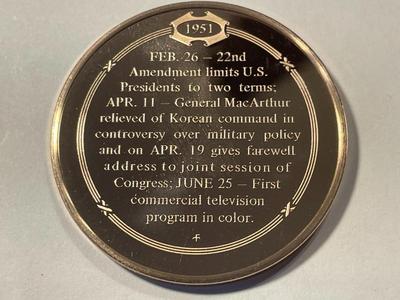 1951
FEB. 26 – 22nd
Amendment limits U.S.
Presidents to two terms;
APR. 11 – General MacArthur
relieved of Korean command in
controversy over military policy
and on APR. 19 gives farewell
address to joint session of
Congress; JUNE 25 – First
commercial television
program in color.